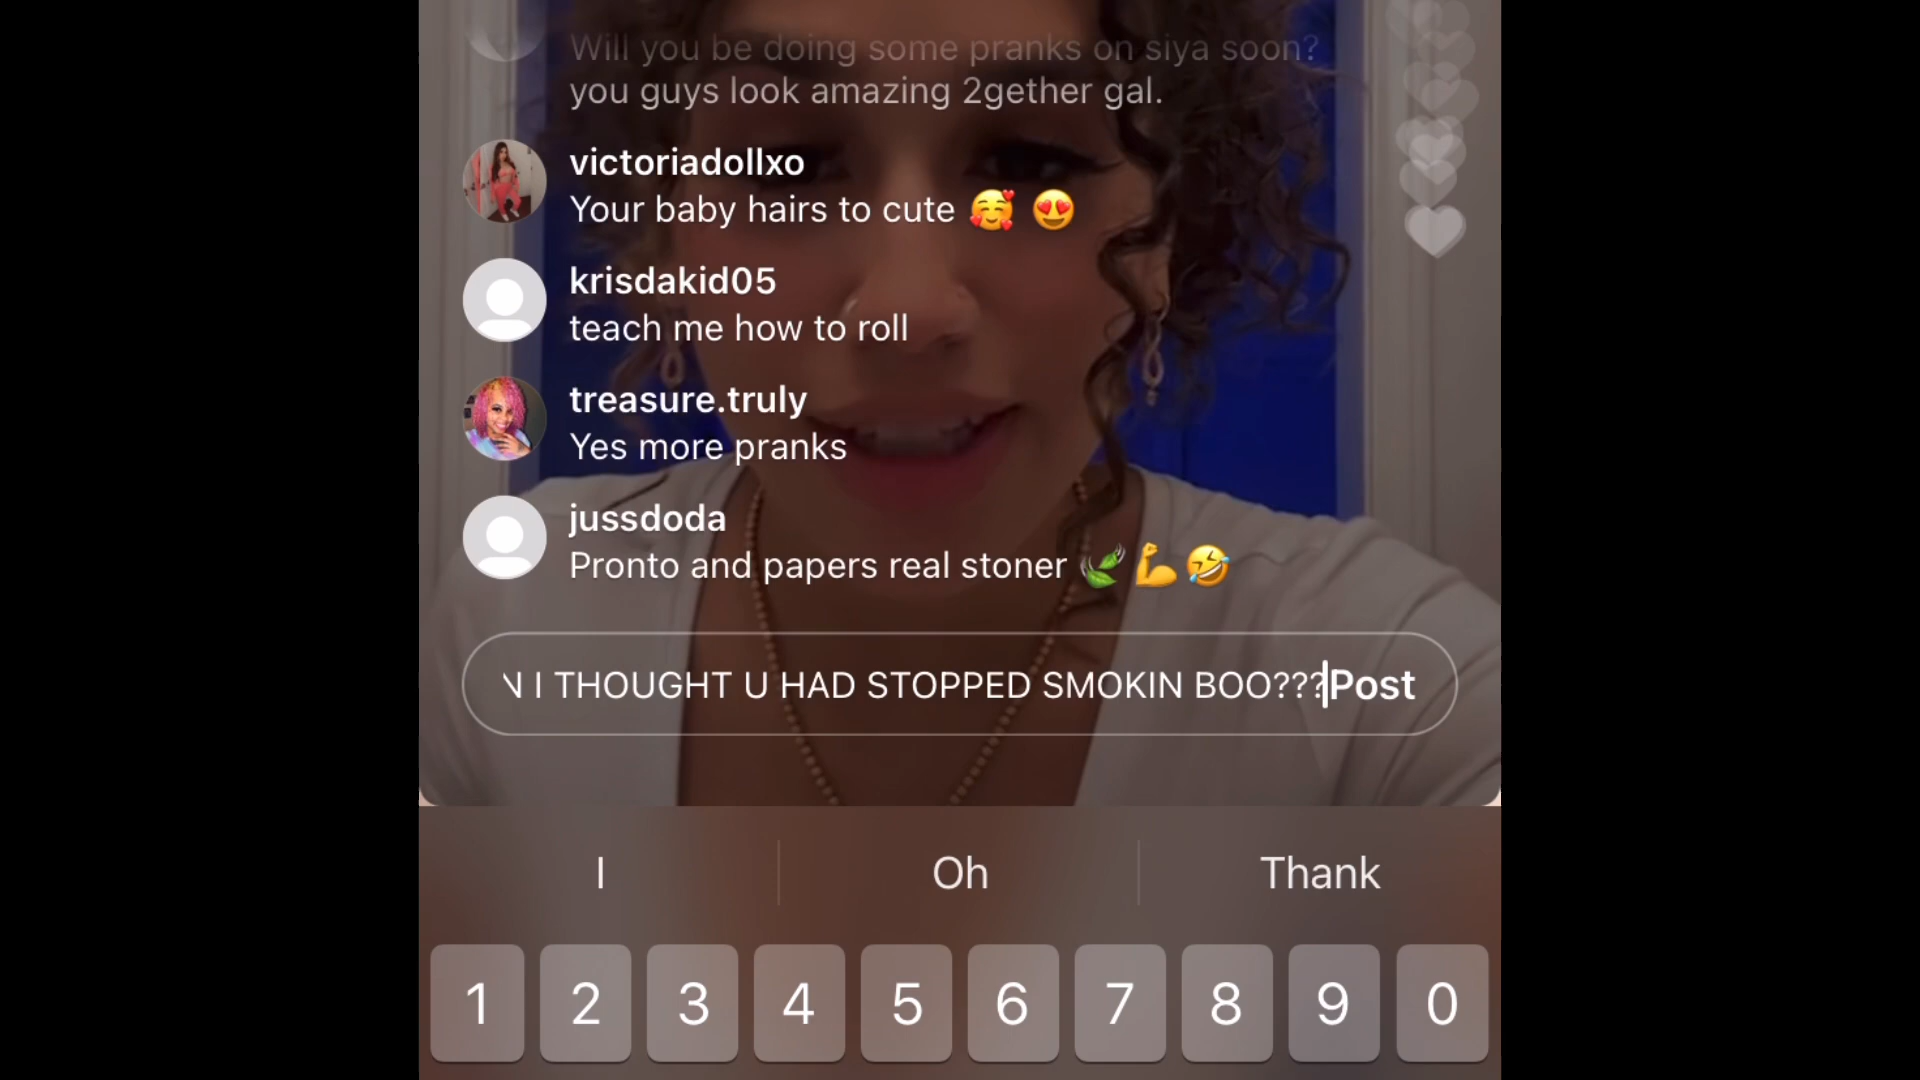 Will you be doing some pranks on siya soon?
you guys look amazing 2gether gal.
victoriadollxo
Your baby hairs to cute 🥰 😍
krisdakid05
teach me how to roll
treasure.truly
Yes more pranks
jussdoda
Pronto and papers real stoner 🍃💪🤣
N I THOUGHT U HAD STOPPED SMOKIN BOO??? Post
I Oh Thank
1 2 3 4 5 6 7 8 9 0